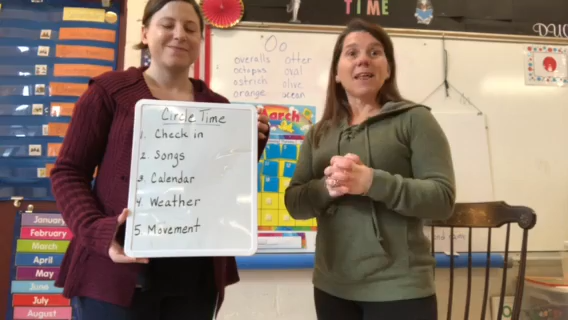 TIME
Oo
overalls otter
octopus oval
ostrich olive
orange ocean
March
Circle Time
1. Check in
2. Songs
3. Calendar
4. Weather
5. Movement
January
February
March
April
May
June
July
August